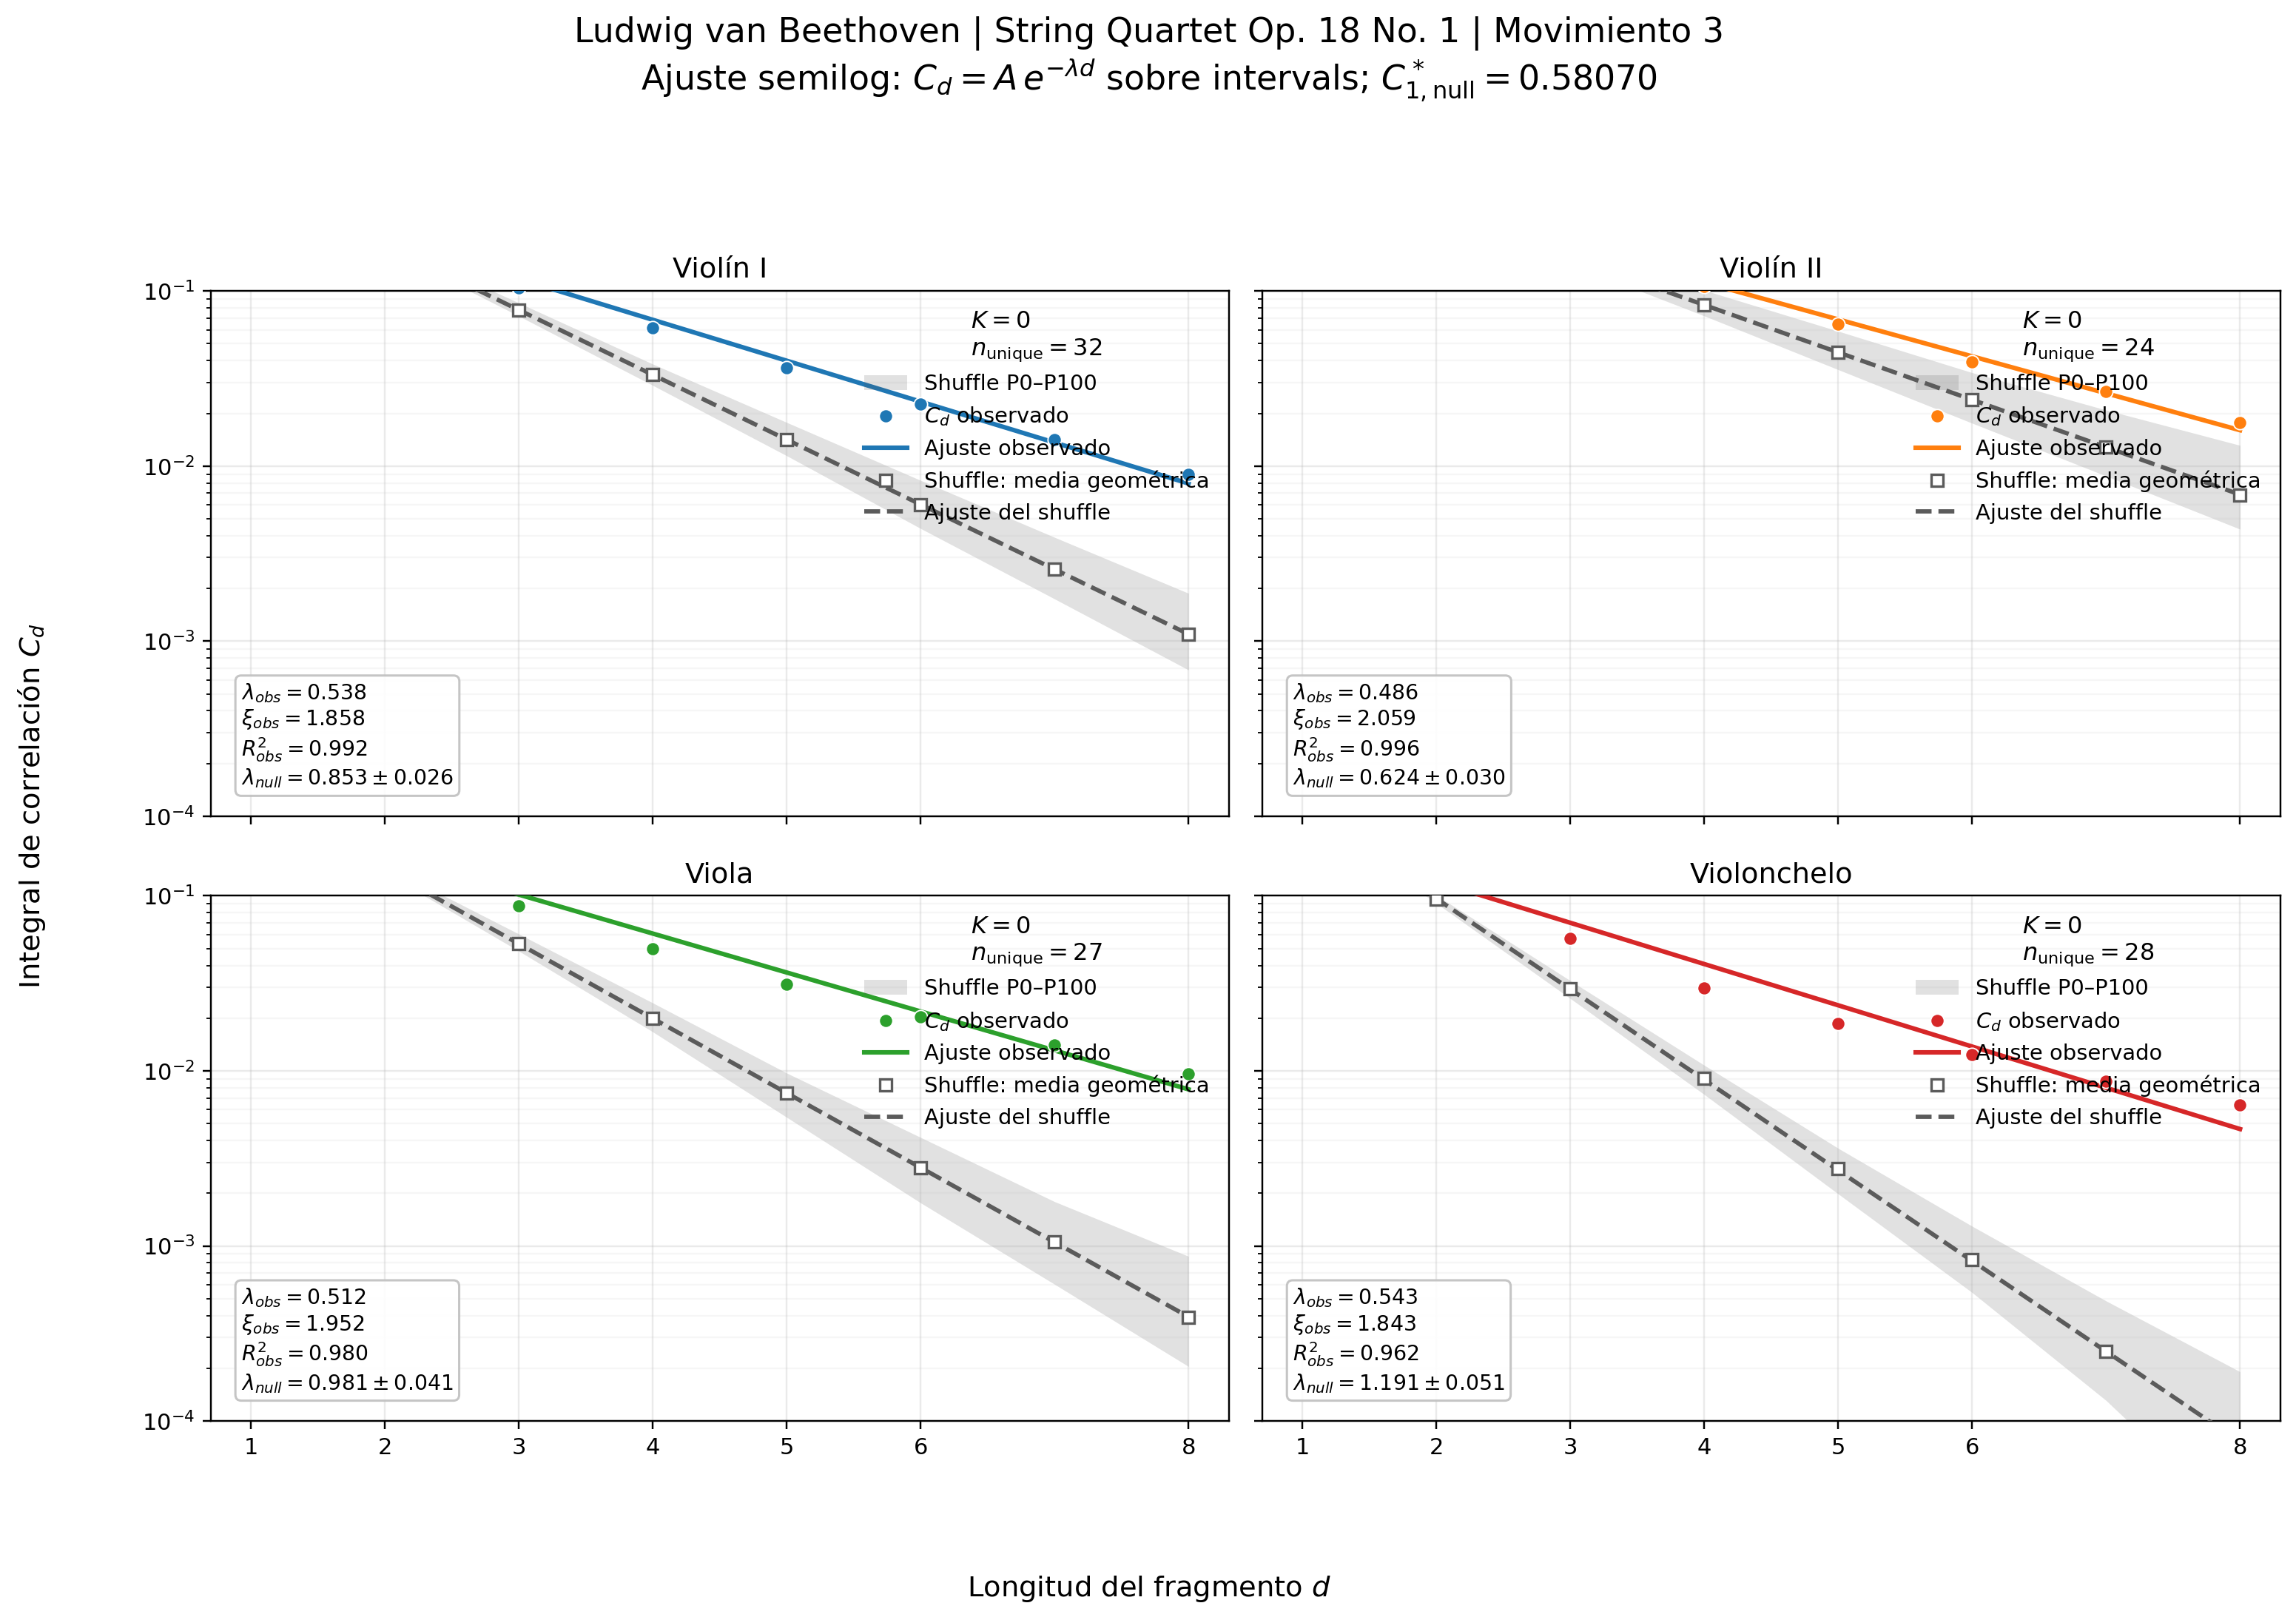 Ludwig van Beethoven | String Quartet Op. 18 No. 1 | Movimiento 3
Ajuste semilog: $C_d = A\,e^{-\lambda d}$ sobre intervals; $C^*_{1,\mathrm{null}} = 0.58070$
Integral de correlación $C_d$
Violín I
10⁻¹
10⁻²
10⁻³
10⁻⁴
K = 0
n_unique = 32
Shuffle P0–P100
C_d observado
Ajuste observado
Shuffle: media geométrica
Ajuste del shuffle
λ_obs = 0.538
ξ_obs = 1.858
R²_obs = 0.992
λ_null = 0.853 ± 0.026
Violín II
K = 0
n_unique = 24
Shuffle P0–P100
C_d observado
Ajuste observado
Shuffle: media geométrica
Ajuste del shuffle
λ_obs = 0.486
ξ_obs = 2.059
R²_obs = 0.996
λ_null = 0.624 ± 0.030
Viola
10⁻¹
10⁻²
10⁻³
10⁻⁴
K = 0
n_unique = 27
Shuffle P0–P100
C_d observado
Ajuste observado
Shuffle: media geométrica
Ajuste del shuffle
λ_obs = 0.512
ξ_obs = 1.952
R²_obs = 0.980
λ_null = 0.981 ± 0.041
1 2 3 4 5 6 8
Violonchelo
K = 0
n_unique = 28
Shuffle P0–P100
C_d observado
Ajuste observado
Shuffle: media geométrica
Ajuste del shuffle
λ_obs = 0.543
ξ_obs = 1.843
R²_obs = 0.962
λ_null = 1.191 ± 0.051
1 2 3 4 5 6 8
Longitud del fragmento d